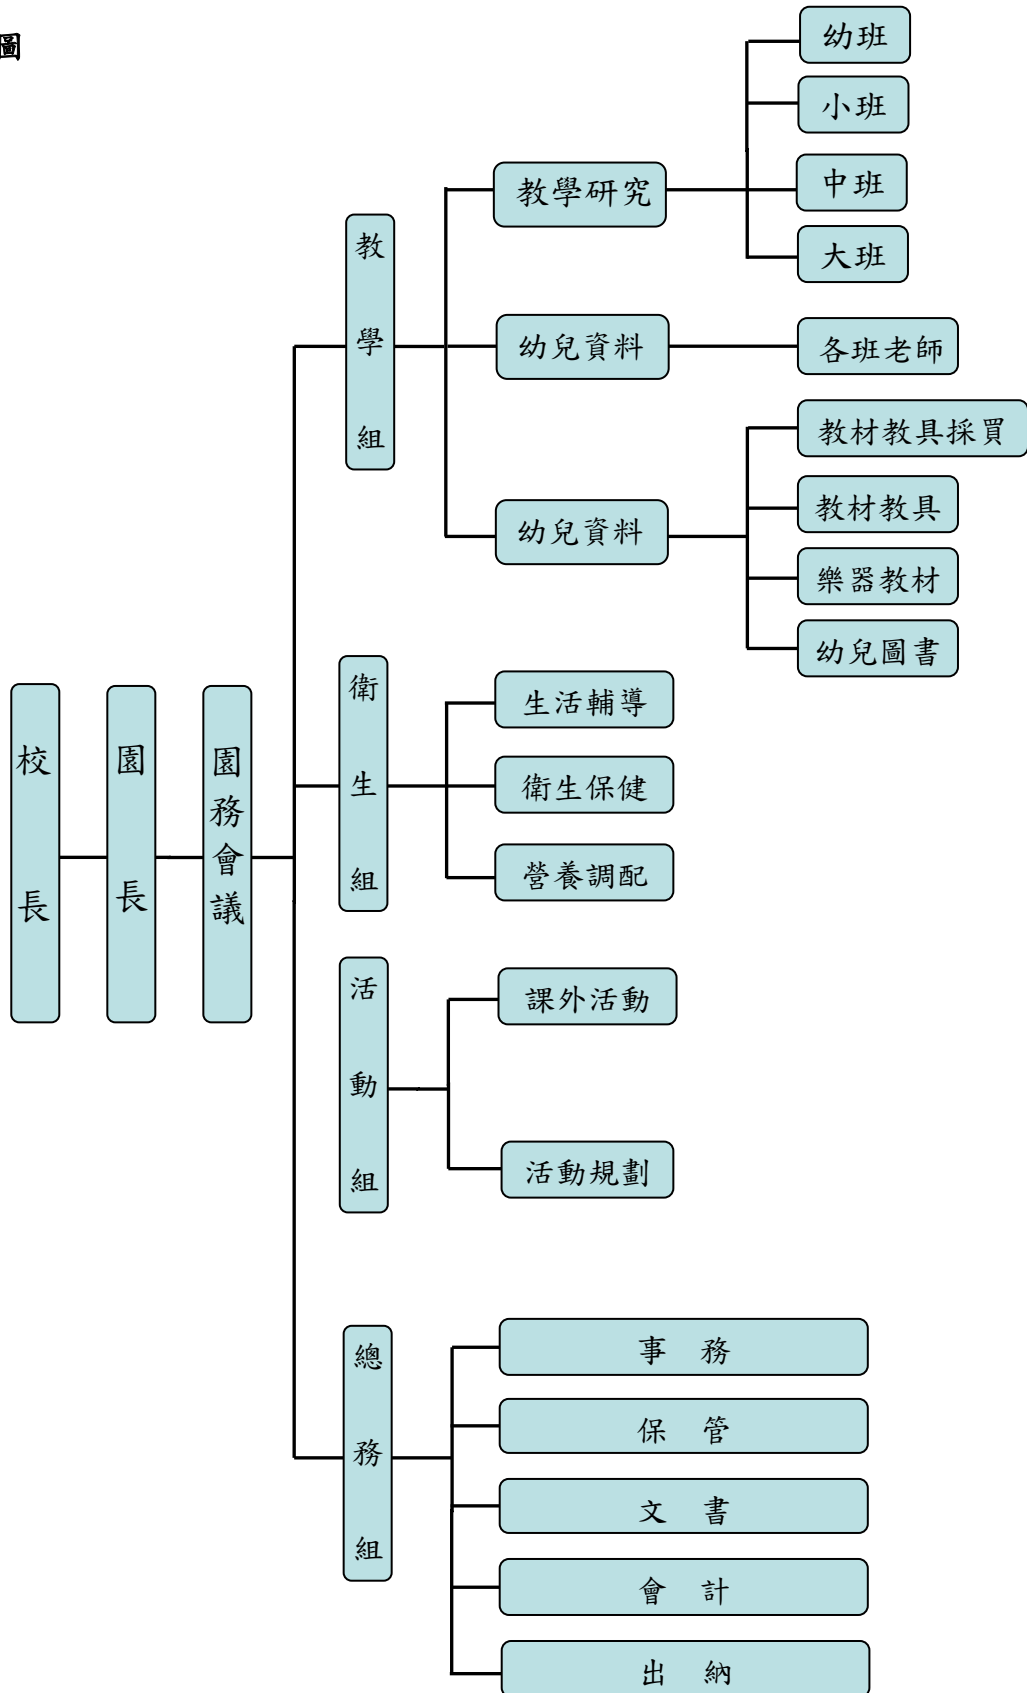 圖
校長
園長
園務會議
教學組
教學研究
幼班
小班
中班
大班
幼兒資料
各班老師
幼兒資料
教材教具採買
教材教具
樂器教材
幼兒圖書
衛生組
生活輔導
衛生保健
營養調配
活動組
課外活動
活動規劃
總務組
事 務
保 管
文 書
會 計
出 納